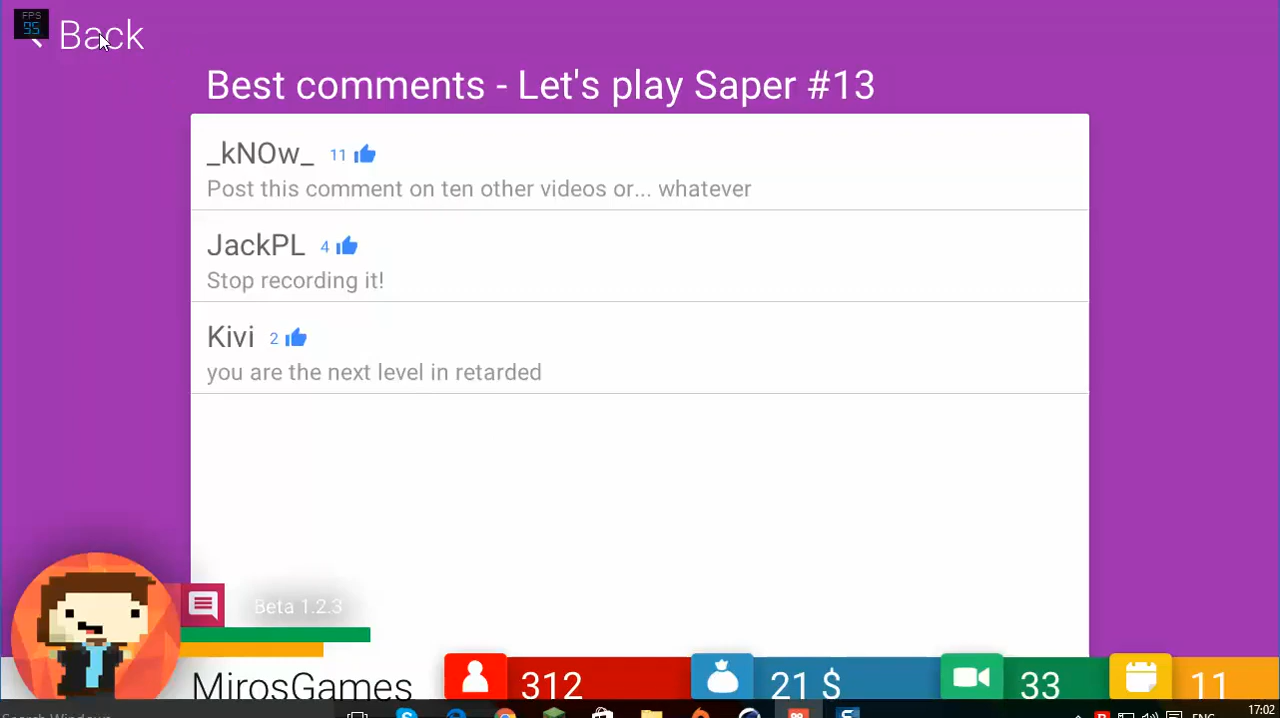 FPS
95
Back
Best comments - Let's play Saper #13
_kNOw_ 11
Post this comment on ten other videos or... whatever
JackPL 4
Stop recording it!
Kivi 2
you are the next level in retarded
Beta 1.2.3
MirosGames
312
21 $
33
11
Search Windows
ENG
17:02